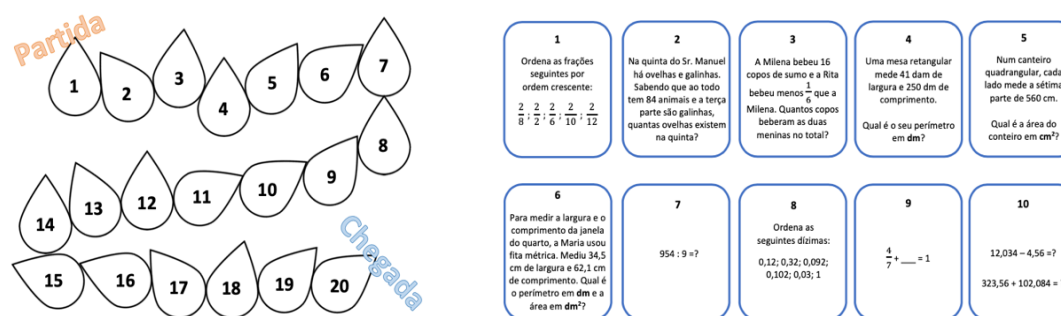 Partida
1
2
3
4
5
6
7
8
9
10
11
12
13
14
15
16
17
18
19
20
Chegada
1
Ordena as frações
seguintes por
ordem crescente:
2/8 ; 2/2 ; 2/6 ; 2/10 ; 2/12
2
Na quinta do Sr. Manuel
há ovelhas e galinhas.
Sabendo que ao todo
tem 84 animais e a terça
parte são galinhas,
quantas ovelhas existem
na quinta?
3
A Milena bebeu 16
copos de sumo e a Rita
bebeu menos 1/6 que a
Milena. Quantos copos
beberam as duas
meninas no total?
4
Uma mesa retangular
mede 41 dam de
largura e 250 dm de
comprimento.
Qual é o seu perímetro
em dm?
5
Num canteiro
quadrangular, cada
lado mede a sétima
parte de 560 cm.
Qual é a área do
conteiro em cm²?
6
Para medir a largura e o
comprimento da janela
do quarto, a Maria usou
fita métrica. Mediu 34,5
cm de largura e 62,1 cm
de comprimento. Qual é
o perímetro em dm e a
área em dm²?
7
954 : 9 =?
8
Ordena as
seguintes dízimas:
0,12; 0,32; 0,092;
0,102; 0,03; 1
9
4/7 + ___ = 1
10
12,034 – 4,56 =?
323,56 + 102,084 =